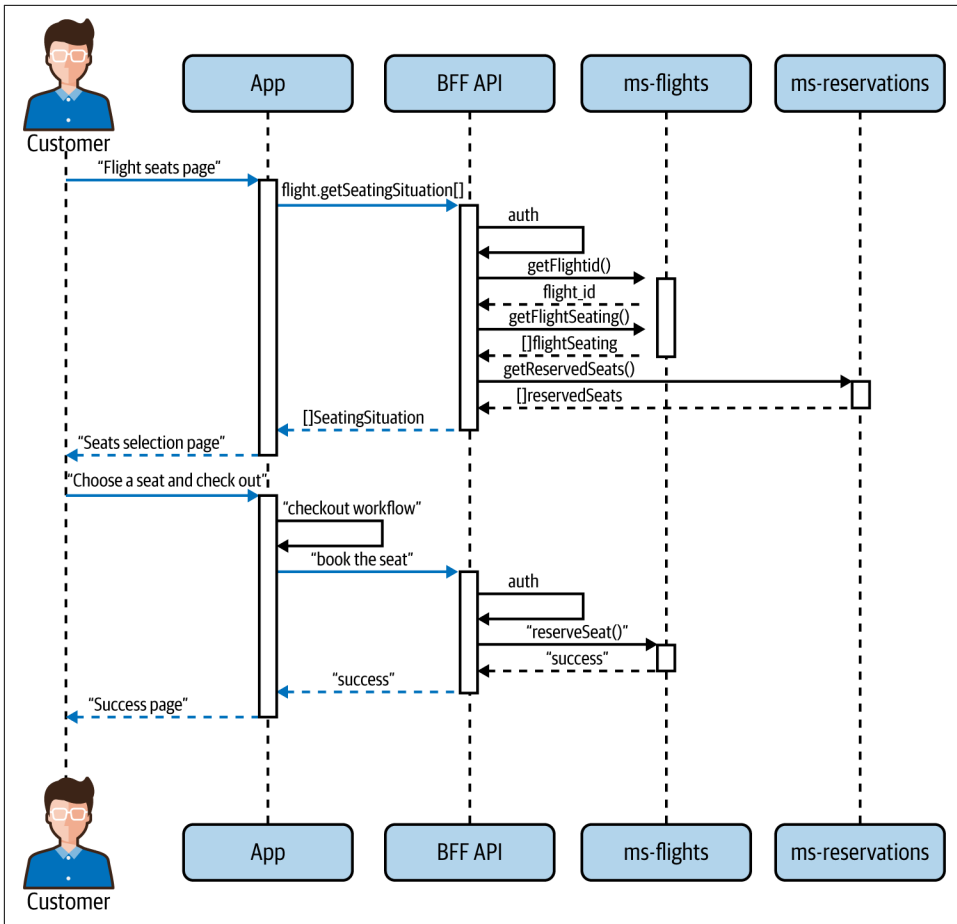 App
BFF API
ms-flights
ms-reservations
Customer
“Flight seats page”
flight.getSeatingSituation[]
auth
getFlightid()
flight_id
getFlightSeating()
[]flightSeating
getReservedSeats()
[]reservedSeats
[]SeatingSituation
“Seats selection page”
“Choose a seat and check out”
“checkout workflow”
“book the seat”
auth
“reserveSeat()”
“success”
“success”
“Success page”
App
BFF API
ms-flights
ms-reservations
Customer